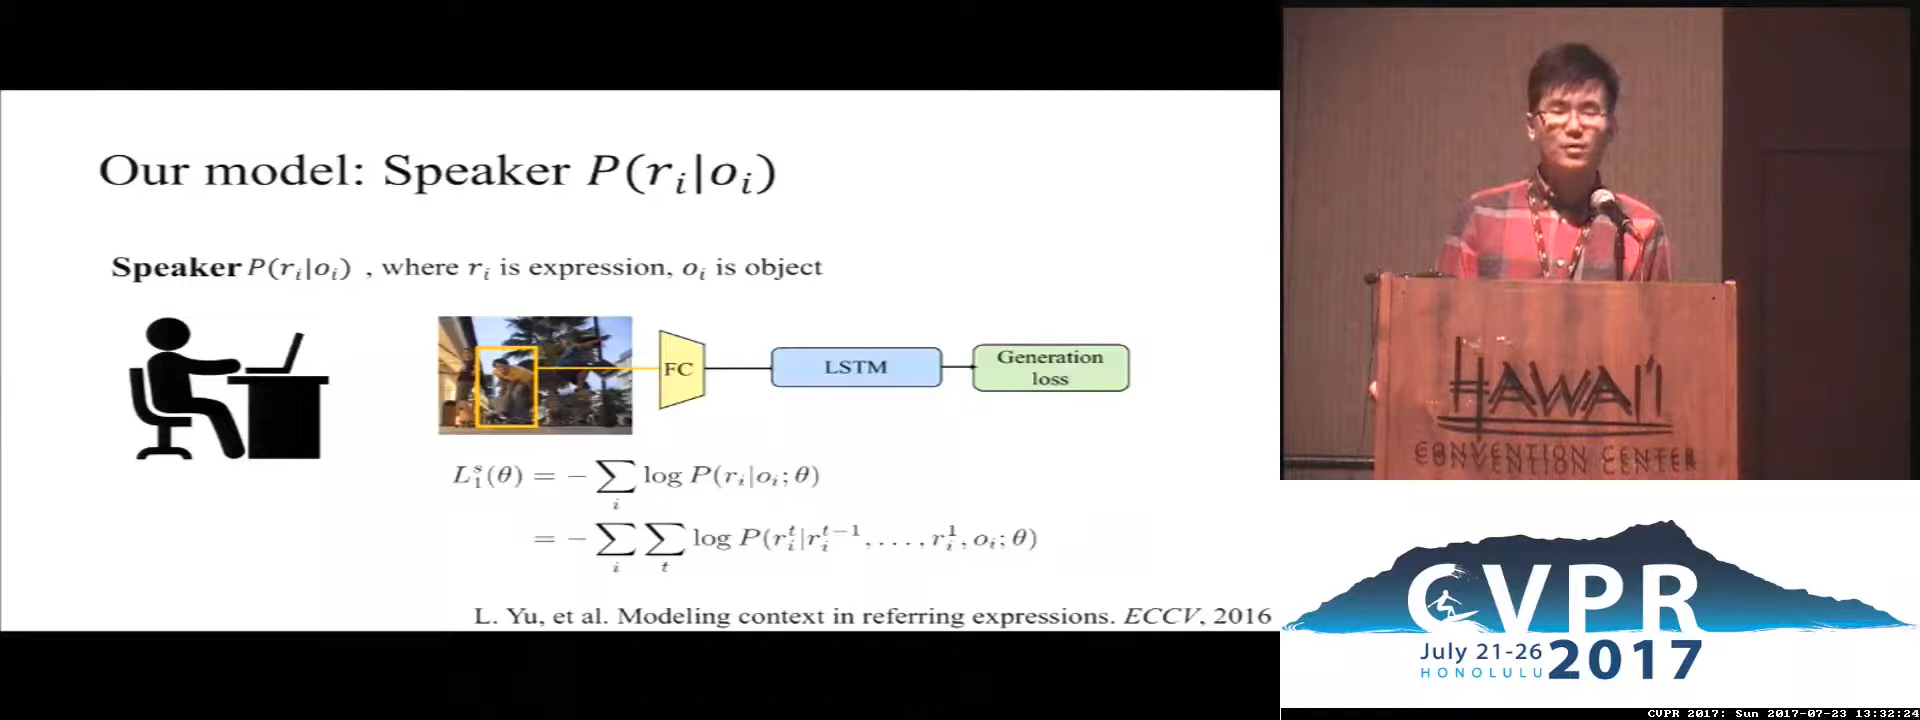 Our model: Speaker P(r_i|o_i)
Speaker P(r_i|o_i) , where r_i is expression, o_i is object
FC
LSTM
Generation
loss
L_1^s(θ) = − ∑_i log P(r_i|o_i; θ)
= − ∑_i ∑_t log P(r_i^t|r_i^{t−1}, . . . , r_i^1, o_i; θ)
L. Yu, et al. Modeling context in referring expressions. ECCV, 2016
HAWAI'I
CONVENTION CENTER
CVPR
July 21-26
HONOLULU
2017
CVPR 2017: Sun 2017-07-23 13:32:24